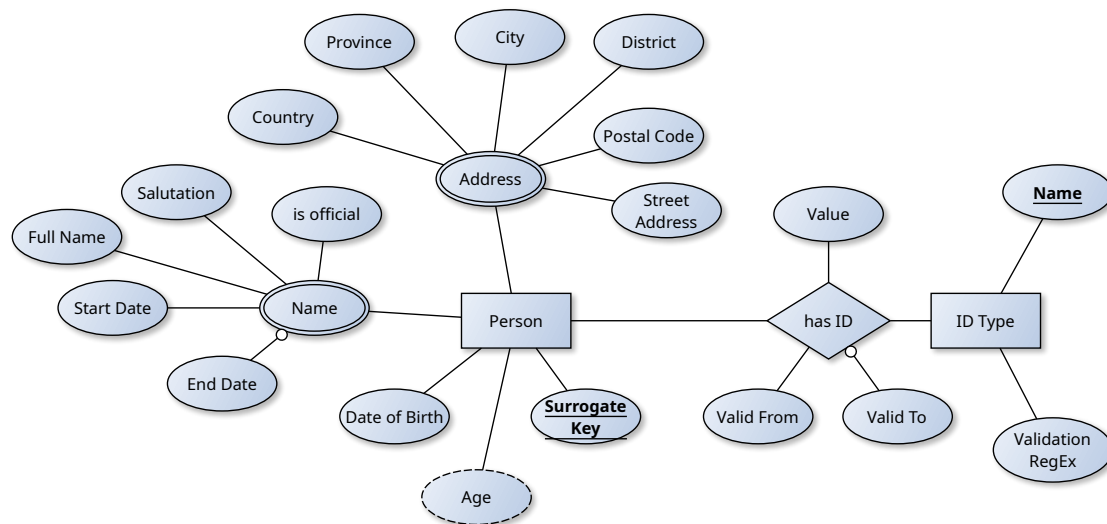 City
Province
District
Country
Postal Code
Address
Salutation
is official
Street
Address
Value
Name
Full Name
Start Date
Name
Person
has ID
ID Type
End Date
Date of Birth
Surrogate
Key
Valid From
Valid To
Validation
RegEx
Age